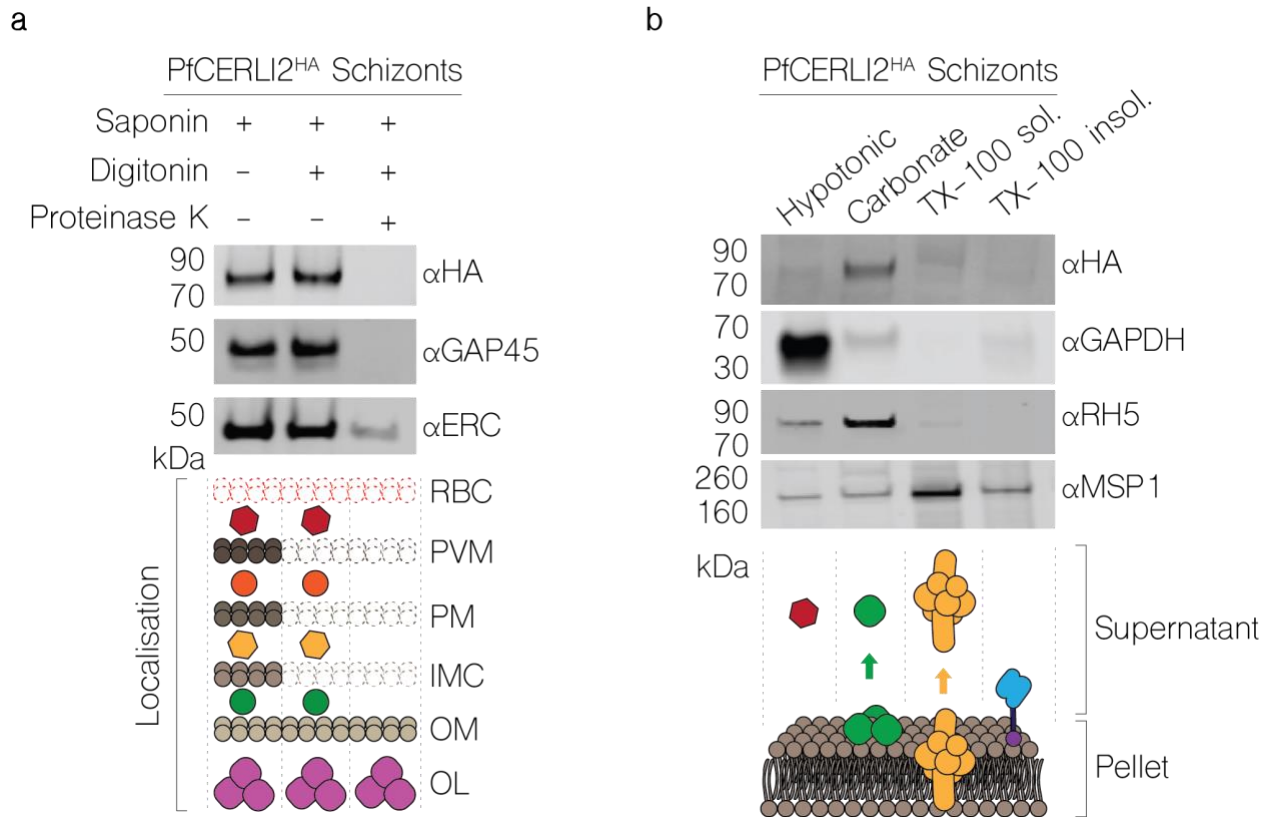 a
PfCERLI2HA Schizonts
Saponin + + +
Digitonin – + +
Proteinase K – – +
90
70
αHA
50
αGAP45
50
kDa
αERC
Localisation
RBC
PVM
PM
IMC
OM
OL
b
PfCERLI2HA Schizonts
Hypotonic
Carbonate
TX-100 sol.
TX-100 insol.
90
70
αHA
70
30
αGAPDH
90
70
αRH5
260
160
αMSP1
kDa
Supernatant
Pellet